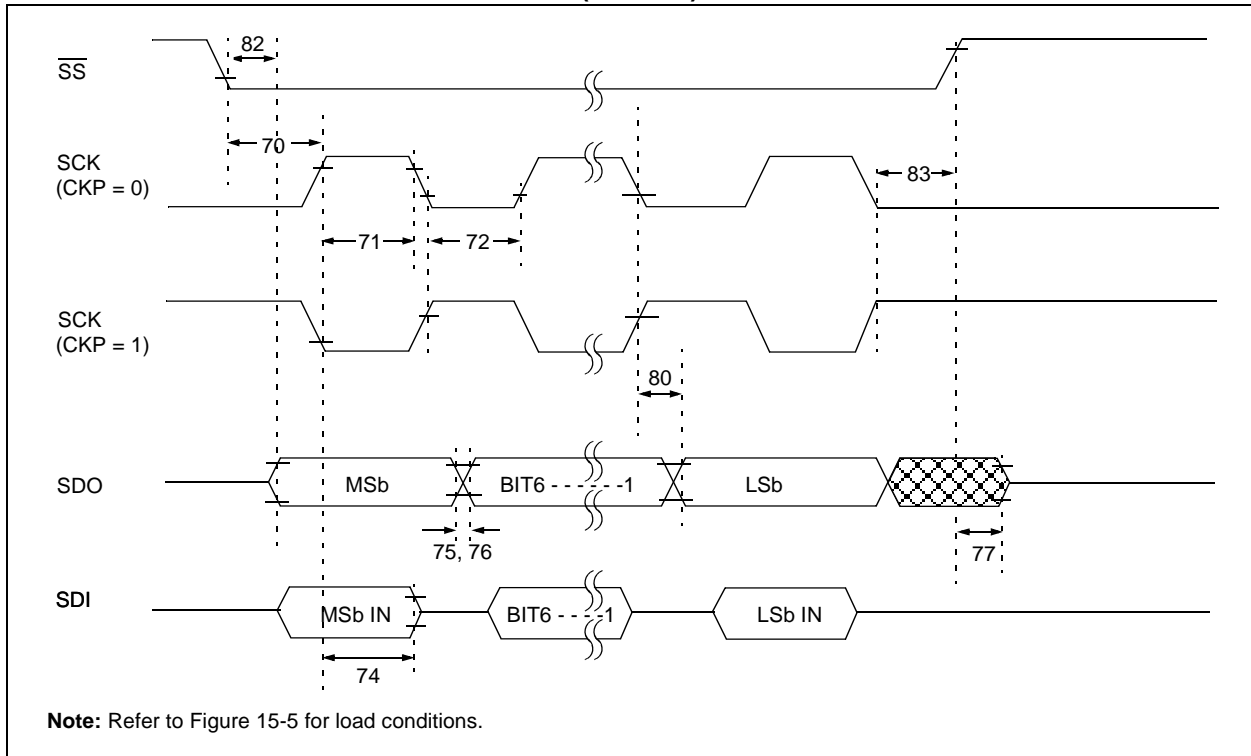 82
SS
70
SCK
(CKP = 0)
83
71
72
SCK
(CKP = 1)
80
SDO
MSb
BIT6 - - - - - -1
LSb
75, 76
77
SDI
MSb IN
BIT6 - - - -1
LSb IN
74
Note: Refer to Figure 15-5 for load conditions.